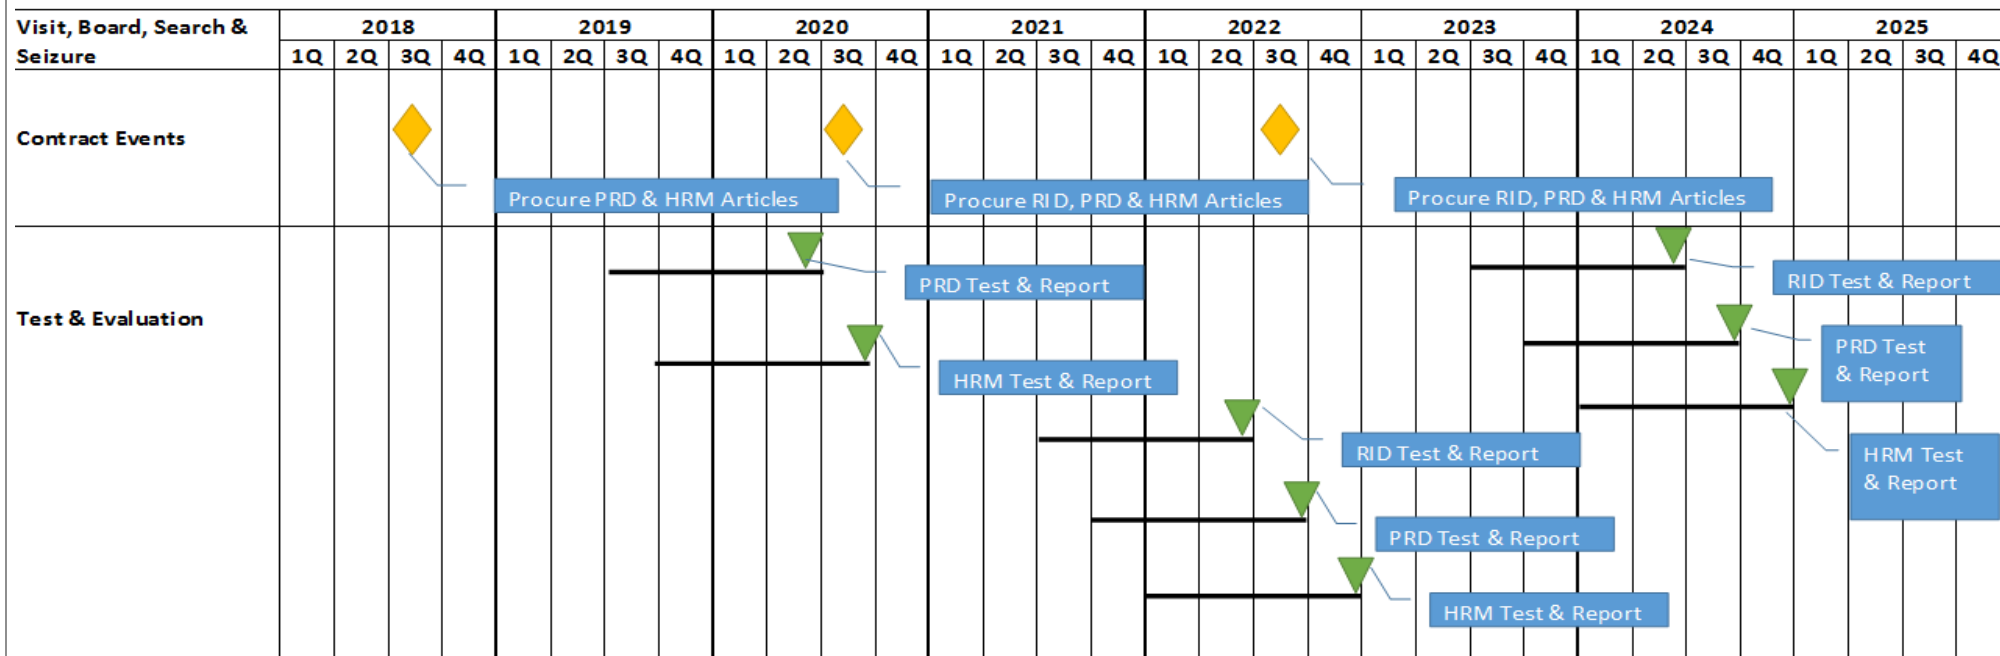 Visit, Board, Search & 2018 2019 2020 2021 2022 2023 2024 2025
Seizure 1Q 2Q 3Q 4Q 1Q 2Q 3Q 4Q 1Q 2Q 3Q 4Q 1Q 2Q 3Q 4Q 1Q 2Q 3Q 4Q 1Q 2Q 3Q 4Q 1Q 2Q 3Q 4Q 1Q 2Q 3Q 4Q
Contract Events
Procure PRD & HRM Articles
Procure RID, PRD & HRM Articles
Procure RID, PRD & HRM Articles
Test & Evaluation
PRD Test & Report
HRM Test & Report
RID Test & Report
PRD Test & Report
HRM Test & Report
RID Test & Report
PRD Test
& Report
HRM Test
& Report